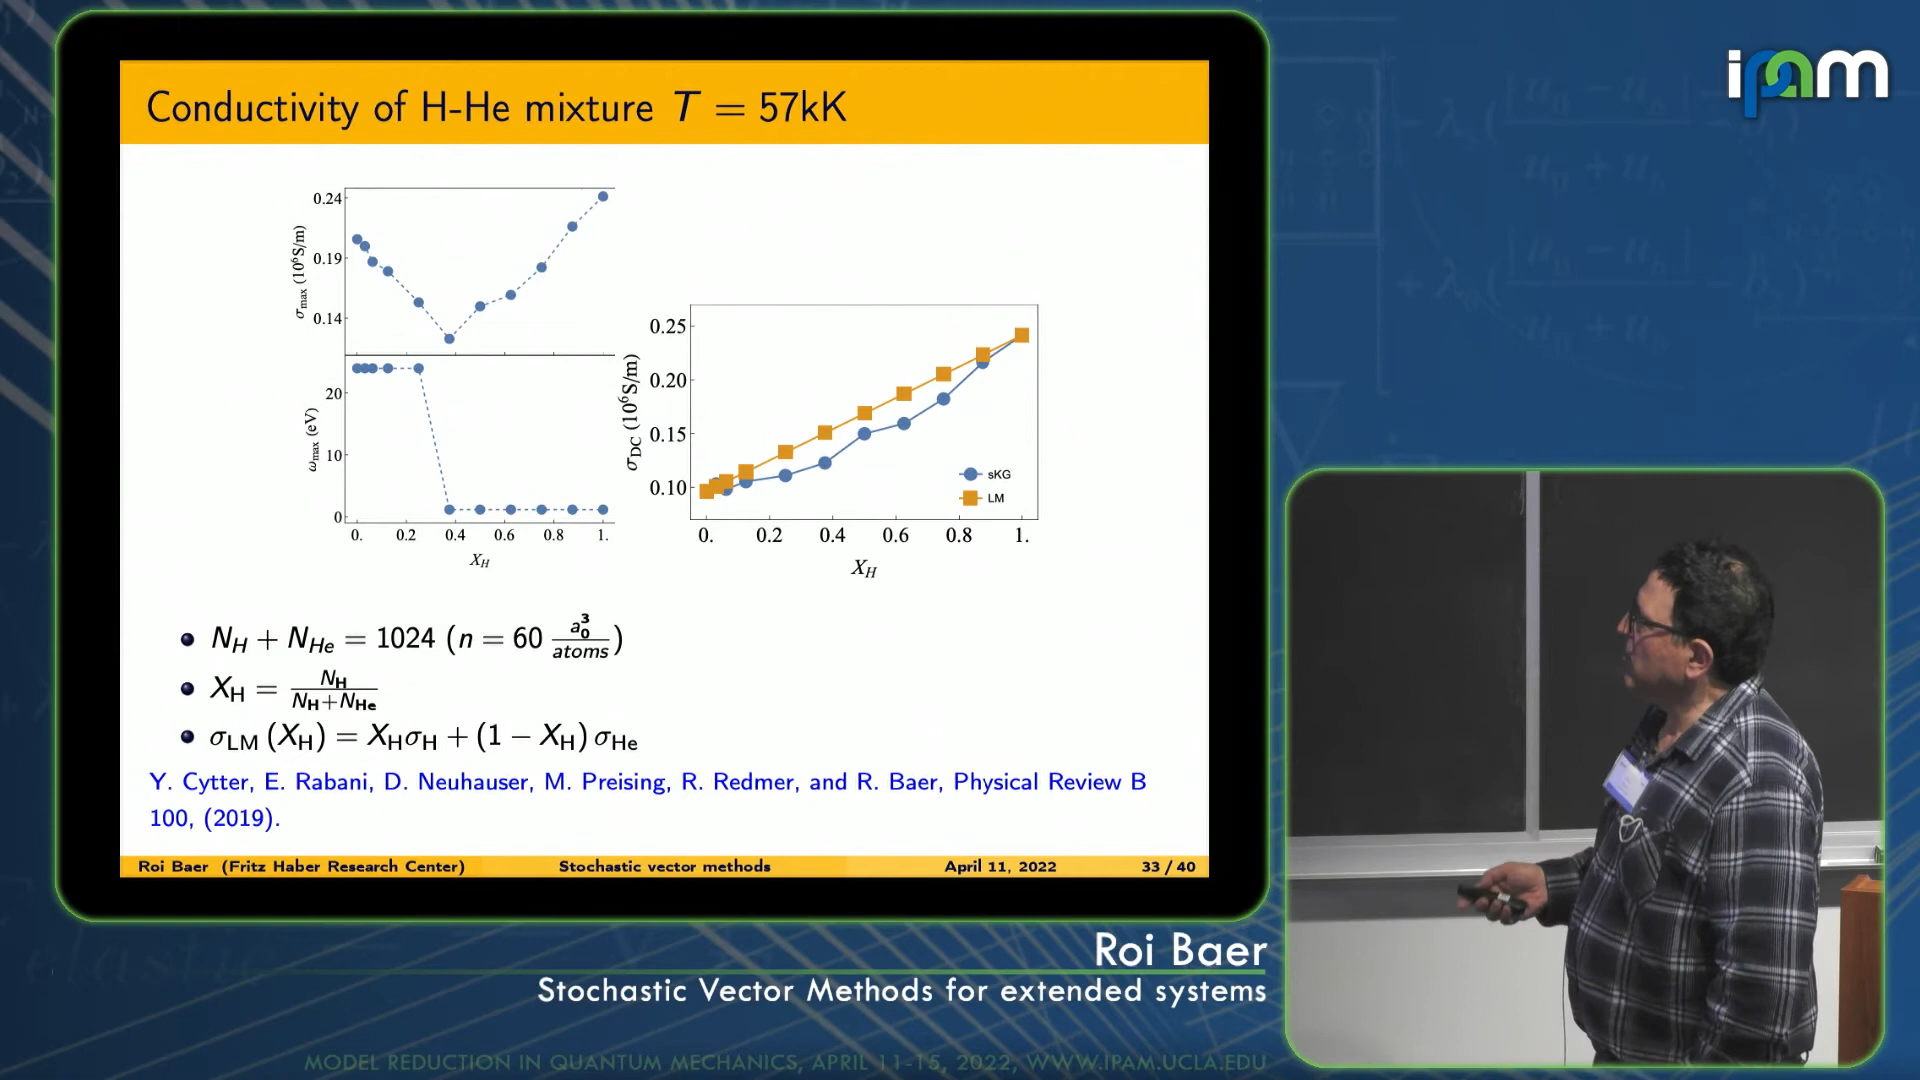 ipam
Conductivity of H-He mixture T = 57kK
σmax (10⁶S/m)
0.24
0.19
0.14
ωmax (eV)
20
10
0
0. 0.2 0.4 0.6 0.8 1.
X_H
σDC (10⁶S/m)
0.25
0.20
0.15
0.10
sKG
LM
0. 0.2 0.4 0.6 0.8 1.
X_H
N_H + N_He = 1024 (n = 60 a₀³/atoms)
X_H = N_H/(N_H+N_He)
σ_LM (X_H) = X_Hσ_H + (1 − X_H) σ_He
Y. Cytter, E. Rabani, D. Neuhauser, M. Preising, R. Redmer, and R. Baer, Physical Review B
100, (2019).
Roi Baer (Fritz Haber Research Center) Stochastic vector methods April 11, 2022 33 / 40
Roi Baer
Stochastic Vector Methods for extended systems
MODEL REDUCTION IN QUANTUM MECHANICS, APRIL 11-15, 2022, WWW.IPAM.UCLA.EDU